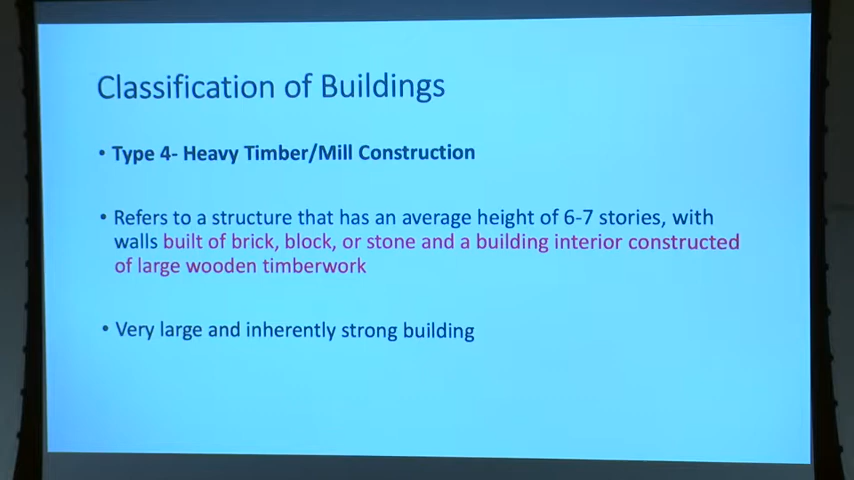 Classification of Buildings
• Type 4- Heavy Timber/Mill Construction
• Refers to a structure that has an average height of 6-7 stories, with
walls built of brick, block, or stone and a building interior constructed
of large wooden timberwork
• Very large and inherently strong building